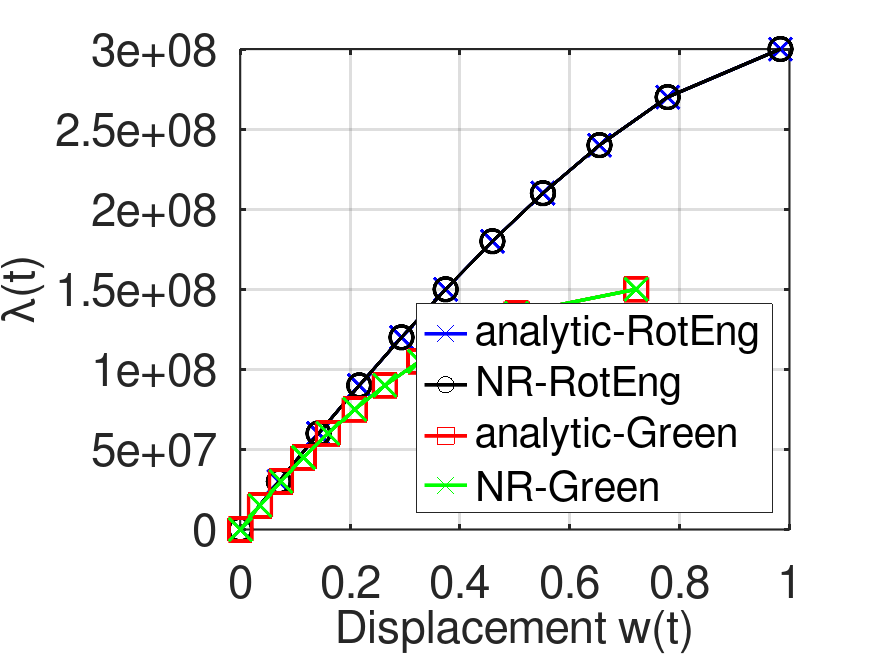 3e+08
2.5e+08
2e+08
1.5e+08
1e+08
5e+07
0
λ(t)
analytic-RotEng
NR-RotEng
analytic-Green
NR-Green
0 0.2 0.4 0.6 0.8 1
Displacement w(t)